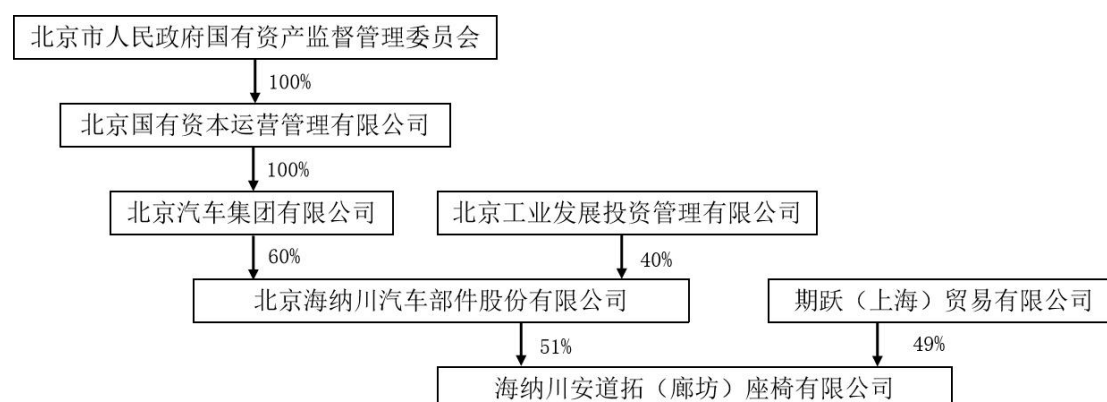 北京市人民政府国有资产监督管理委员会
100%
北京国有资本运营管理有限公司
100%
北京汽车集团有限公司
北京工业发展投资管理有限公司
60%
40%
北京海纳川汽车部件股份有限公司
期跃（上海）贸易有限公司
51%
49%
海纳川安道拓（廊坊）座椅有限公司